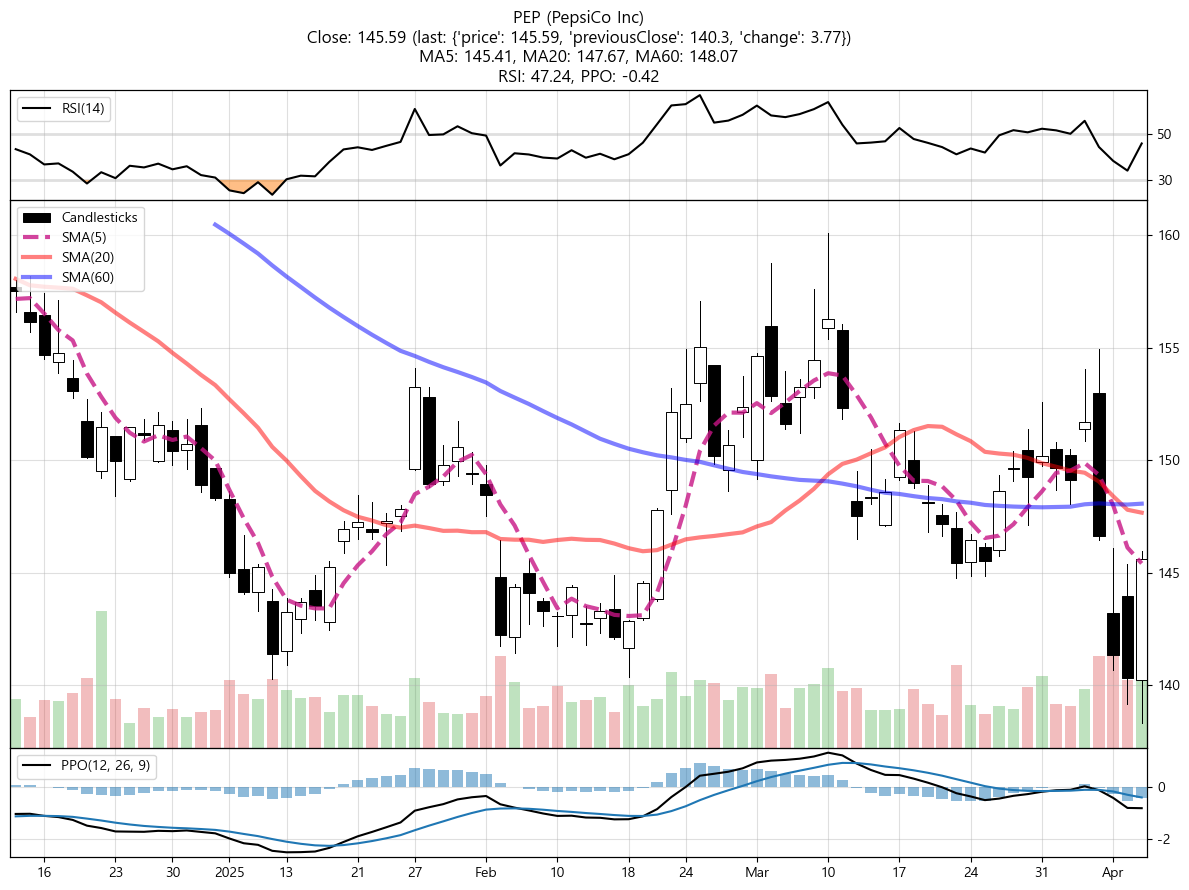 PEP (PepsiCo Inc)
Close: 145.59 (last: {'price': 145.59, 'previousClose': 140.3, 'change': 3.77})
MA5: 145.41, MA20: 147.67, MA60: 148.07
RSI: 47.24, PPO: -0.42
RSI(14)
50
30
Candlesticks
SMA(5)
SMA(20)
SMA(60)
160
155
150
145
140
PPO(12, 26, 9)
0
-2
16 23 30 2025 13 21 27 Feb 10 18 24 Mar 10 17 24 31 Apr